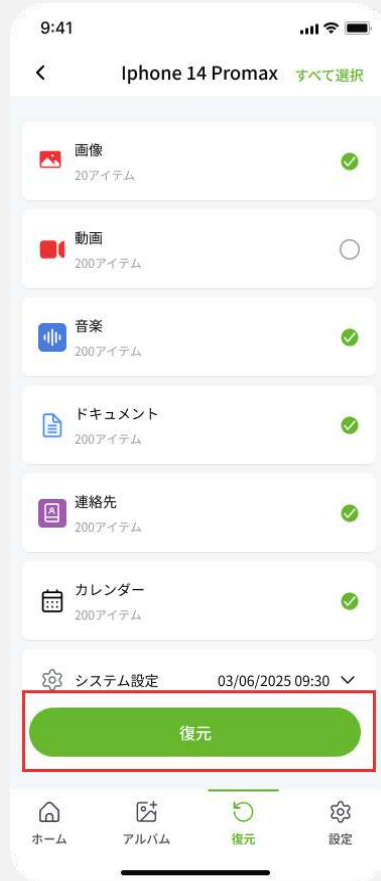 9:41
Iphone 14 Promax すべて選択
画像
20アイテム
動画
200アイテム
音楽
200アイテム
ドキュメント
200アイテム
連絡先
200アイテム
カレンダー
200アイテム
システム設定 03/06/2025 09:30
復元
ホーム アルバム 復元 設定